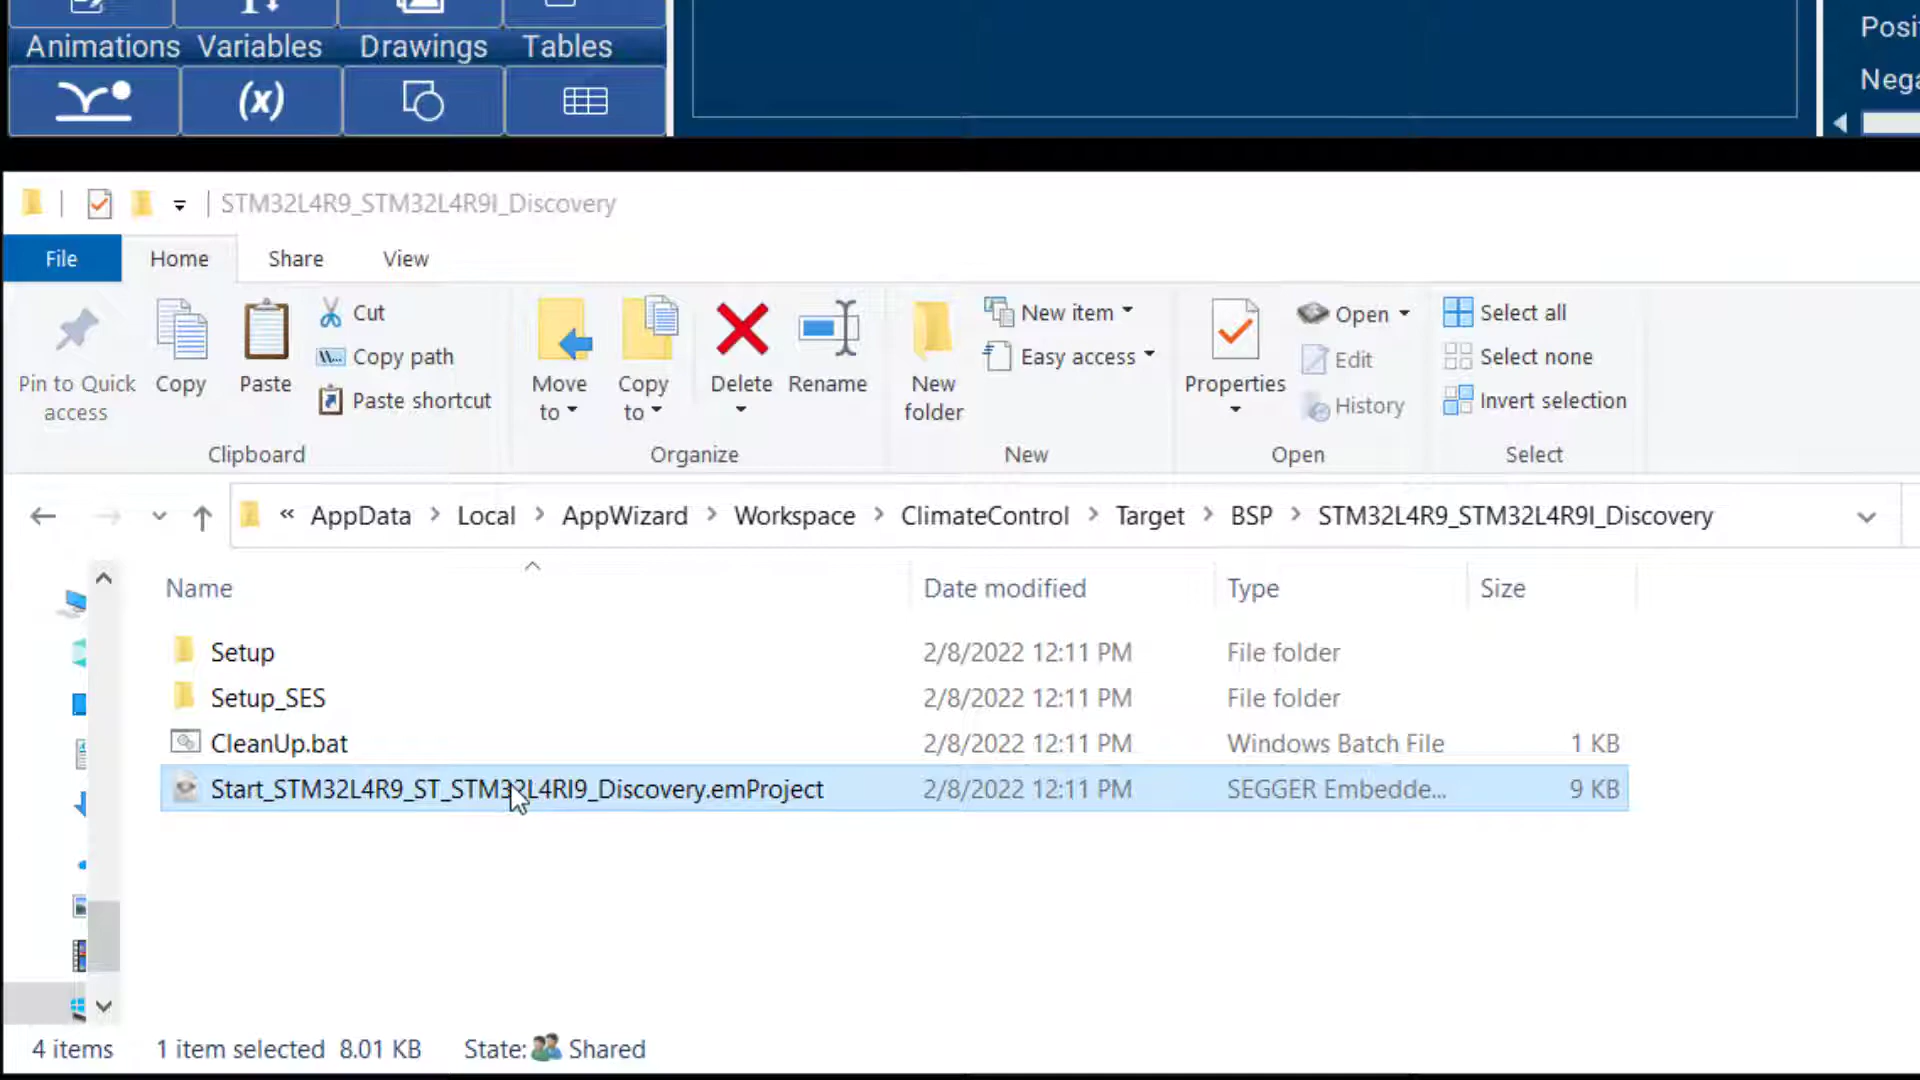 Animations Variables Drawings Tables
(x)
Posi
Nega
STM32L4R9_STM32L4R9I_Discovery
File Home Share View
Pin to Quick access
Copy
Paste
Cut
Copy path
Paste shortcut
Clipboard
Move to
Copy to
Delete
Rename
Organize
New folder
New item
Easy access
New
Properties
Open
Edit
History
Open
Select all
Select none
Invert selection
Select
« AppData > Local > AppWizard > Workspace > ClimateControl > Target > BSP > STM32L4R9_STM32L4R9I_Discovery
Name Date modified Type Size
Setup 2/8/2022 12:11 PM File folder
Setup_SES 2/8/2022 12:11 PM File folder
CleanUp.bat 2/8/2022 12:11 PM Windows Batch File 1 KB
Start_STM32L4R9_ST_STM32L4RI9_Discovery.emProject 2/8/2022 12:11 PM SEGGER Embedde... 9 KB
4 items 1 item selected 8.01 KB State: Shared